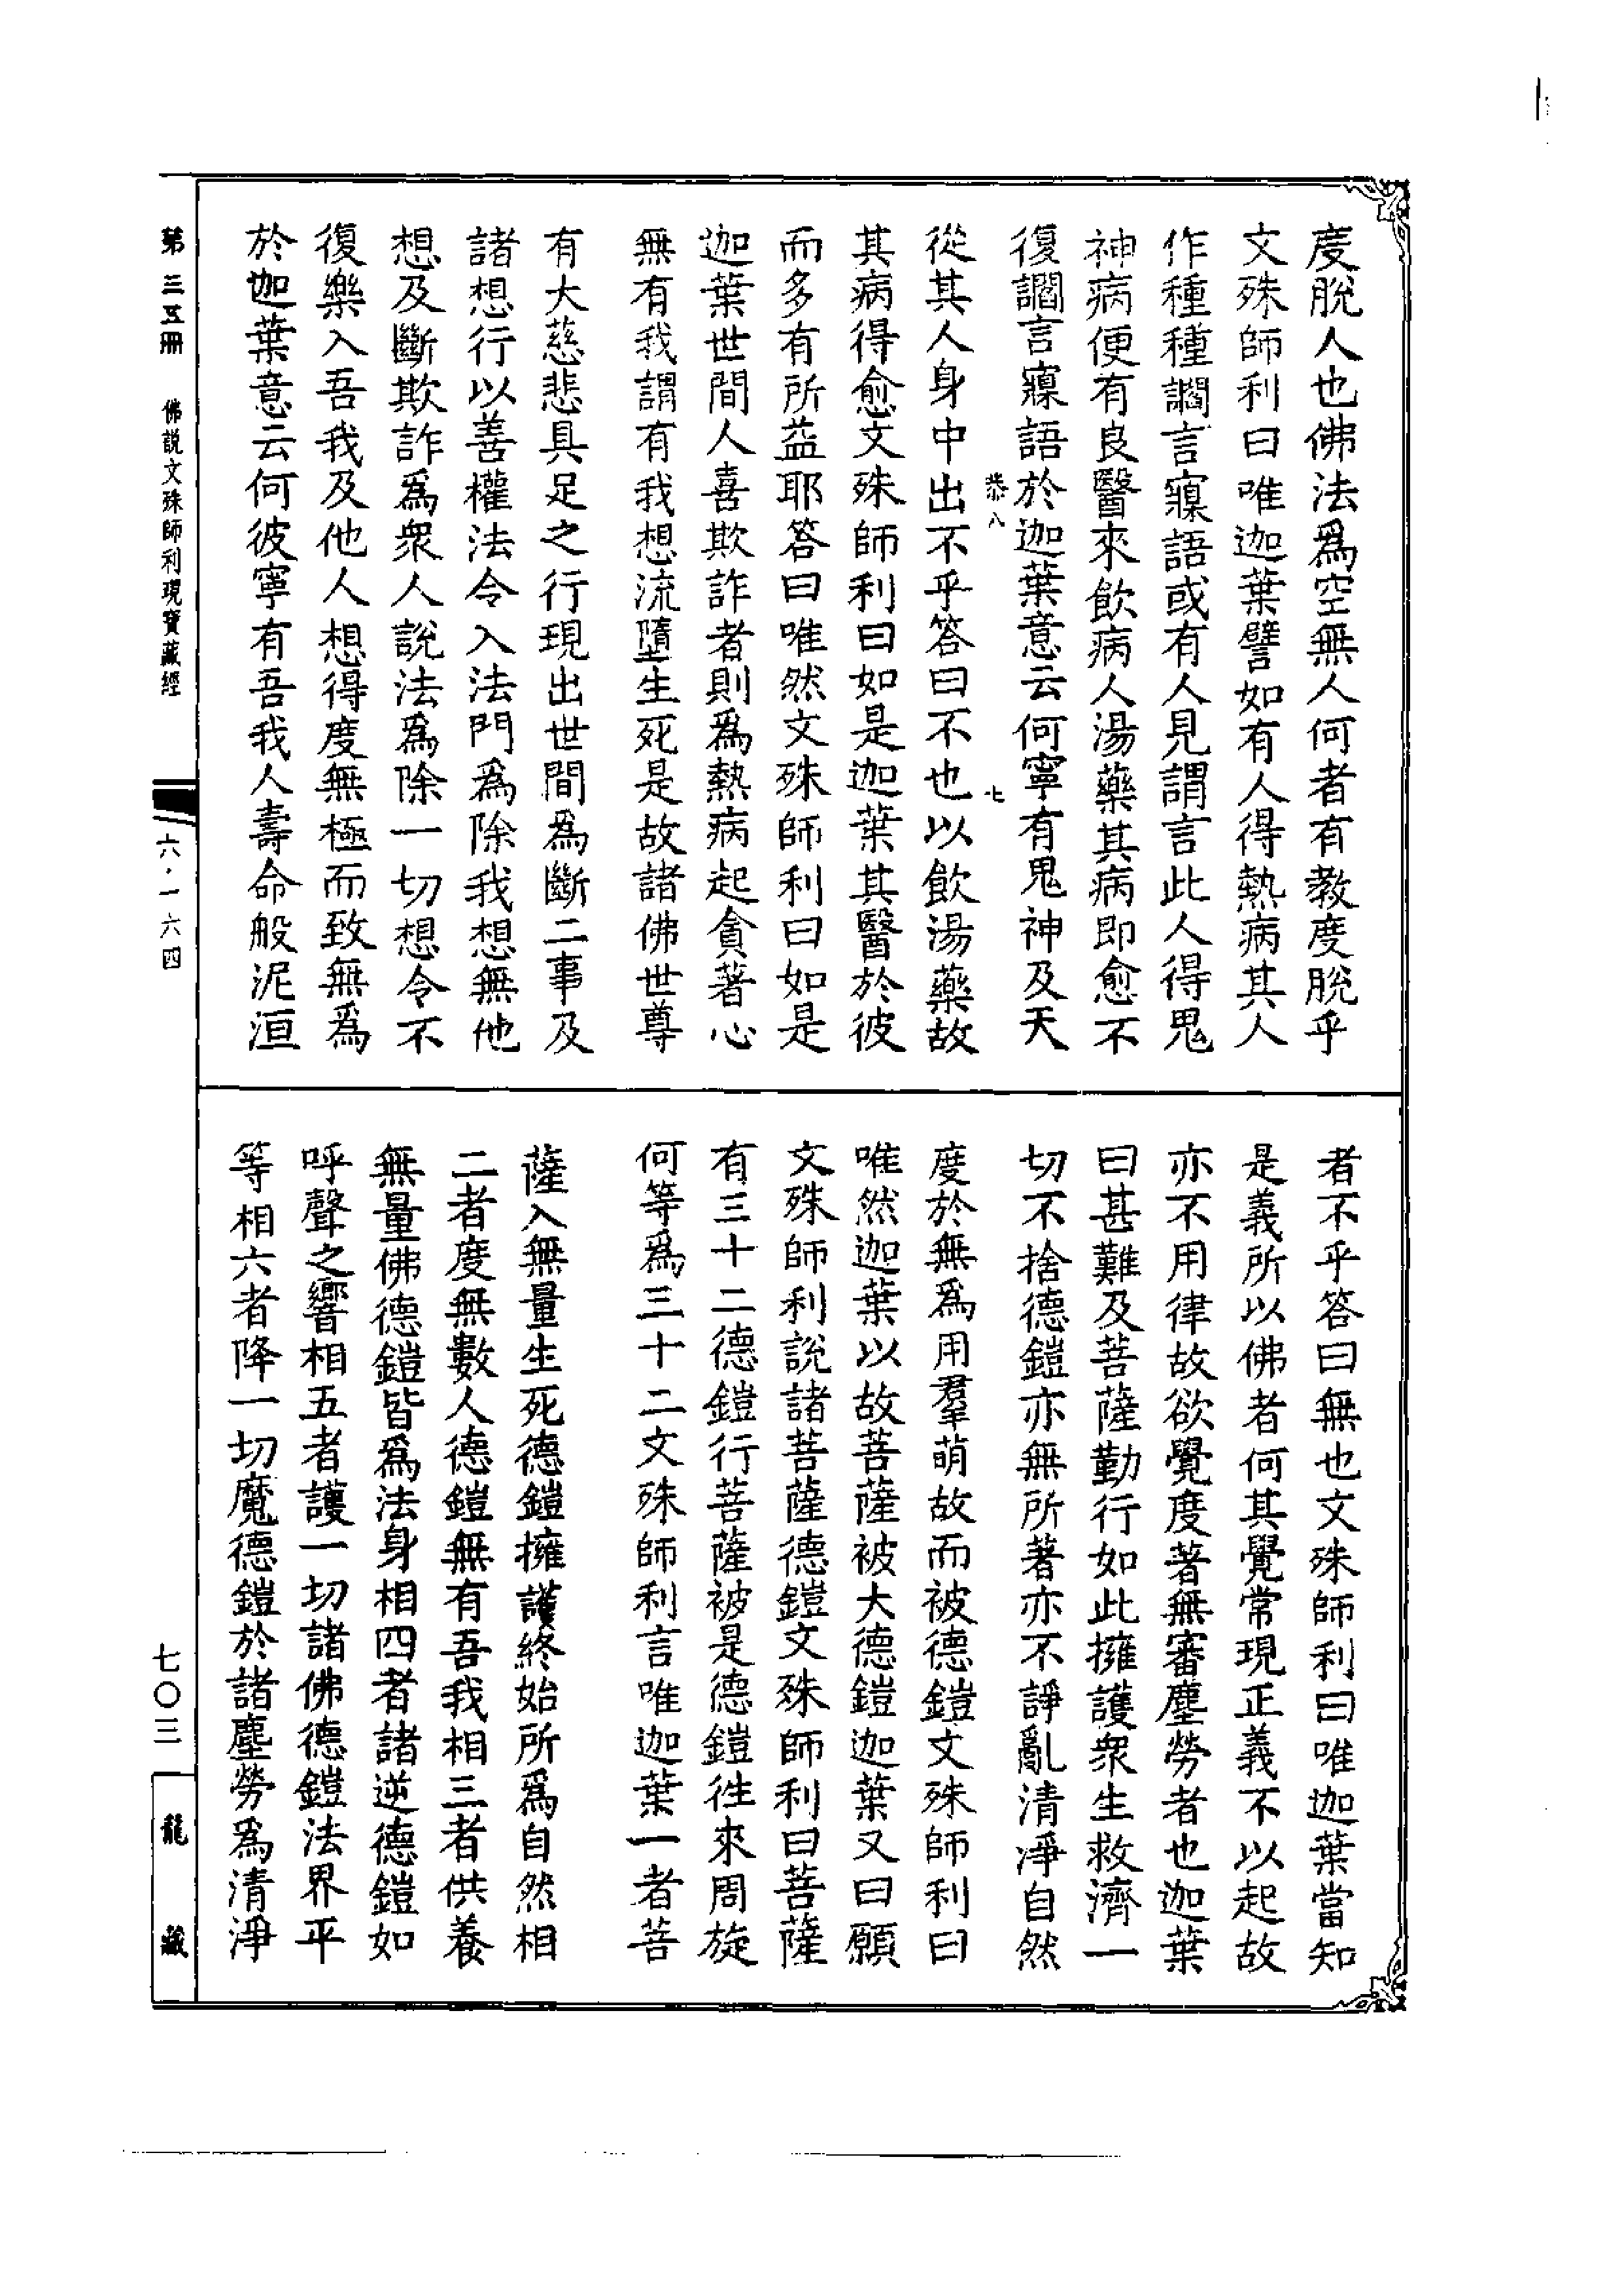 度脫人也佛法爲空無人何者有教度脫乎
文殊師利曰唯迦葉譬如有人得熱病其人
作種種讇言寱語或有人見謂言此人得鬼
神病便有良醫來飲病人湯藥其病即愈不
復讇言寱語於迦葉意云何寧有鬼神及天
恭八 七
從其人身中出不乎答曰不也以飲湯藥故
其病得愈文殊師利曰如是迦葉其醫於彼
而多有所益耶答曰唯然文殊師利曰如是
迦葉世間人喜欺詐者則爲熱病起貪著心
無有我謂有我想流墮生死是故諸佛世尊
有大慈悲具足之行現出世間爲斷二事及
諸想行以善權法令入法門爲除我想無他
想及斷欺詐爲衆人說法爲除一切想令不
復樂入吾我及他人想得度無極而致無爲
於迦葉意云何彼寧有吾我人壽命般泥洹
者不乎答曰無也文殊師利曰唯迦葉當知
是義所以佛者何其覺常現正義不以起故
亦不用律故欲覺度著無審塵勞者也迦葉
曰甚難及菩薩勤行如此擁護衆生救濟一
切不捨德鎧亦無所著亦不諍亂清淨自然
度於無爲用羣萌故而被德鎧文殊師利曰
唯然迦葉以故菩薩被大德鎧迦葉又曰願
文殊師利說諸菩薩德鎧文殊師利曰菩薩
有三十二德鎧行菩薩被是德鎧徃來周旋
何等爲三十二文殊師利言唯迦葉一者菩
薩入無量生死德鎧擁護終始所爲自然相
二者度無數人德鎧無有吾我相三者供養
無量佛德鎧皆爲法身相四者諸逆德鎧如
呼聲之響相五者護一切諸佛德鎧法界平
等相六者降一切魔德鎧於諸塵勞爲清淨
第三五冊 佛説文殊師利現寶藏經
六·一六四
七〇三
龍藏